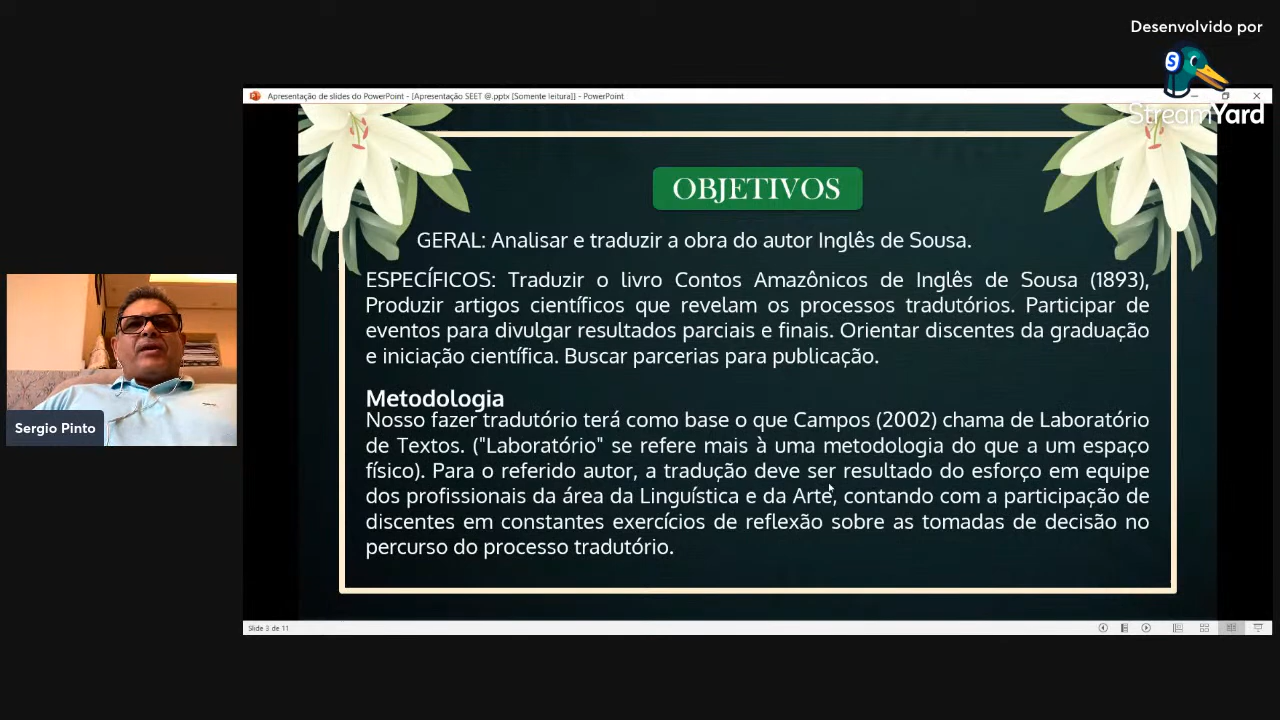 Desenvolvido por
StreamYard
Apresentação de slides do PowerPoint - [Apresentação SEET @.pptx [Somente leitura]] - PowerPoint
OBJETIVOS
GERAL: Analisar e traduzir a obra do autor Inglês de Sousa.
ESPECÍFICOS: Traduzir o livro Contos Amazônicos de Inglês de Sousa (1893),
Produzir artigos científicos que revelam os processos tradutórios. Participar de
eventos para divulgar resultados parciais e finais. Orientar discentes da graduação
e iniciação científica. Buscar parcerias para publicação.
Metodologia
Nosso fazer tradutório terá como base o que Campos (2002) chama de Laboratório
de Textos. ("Laboratório" se refere mais à uma metodologia do que a um espaço
físico). Para o referido autor, a tradução deve ser resultado do esforço em equipe
dos profissionais da área da Linguística e da Arte, contando com a participação de
discentes em constantes exercícios de reflexão sobre as tomadas de decisão no
percurso do processo tradutório.
Sergio Pinto
Slide 3 de 11